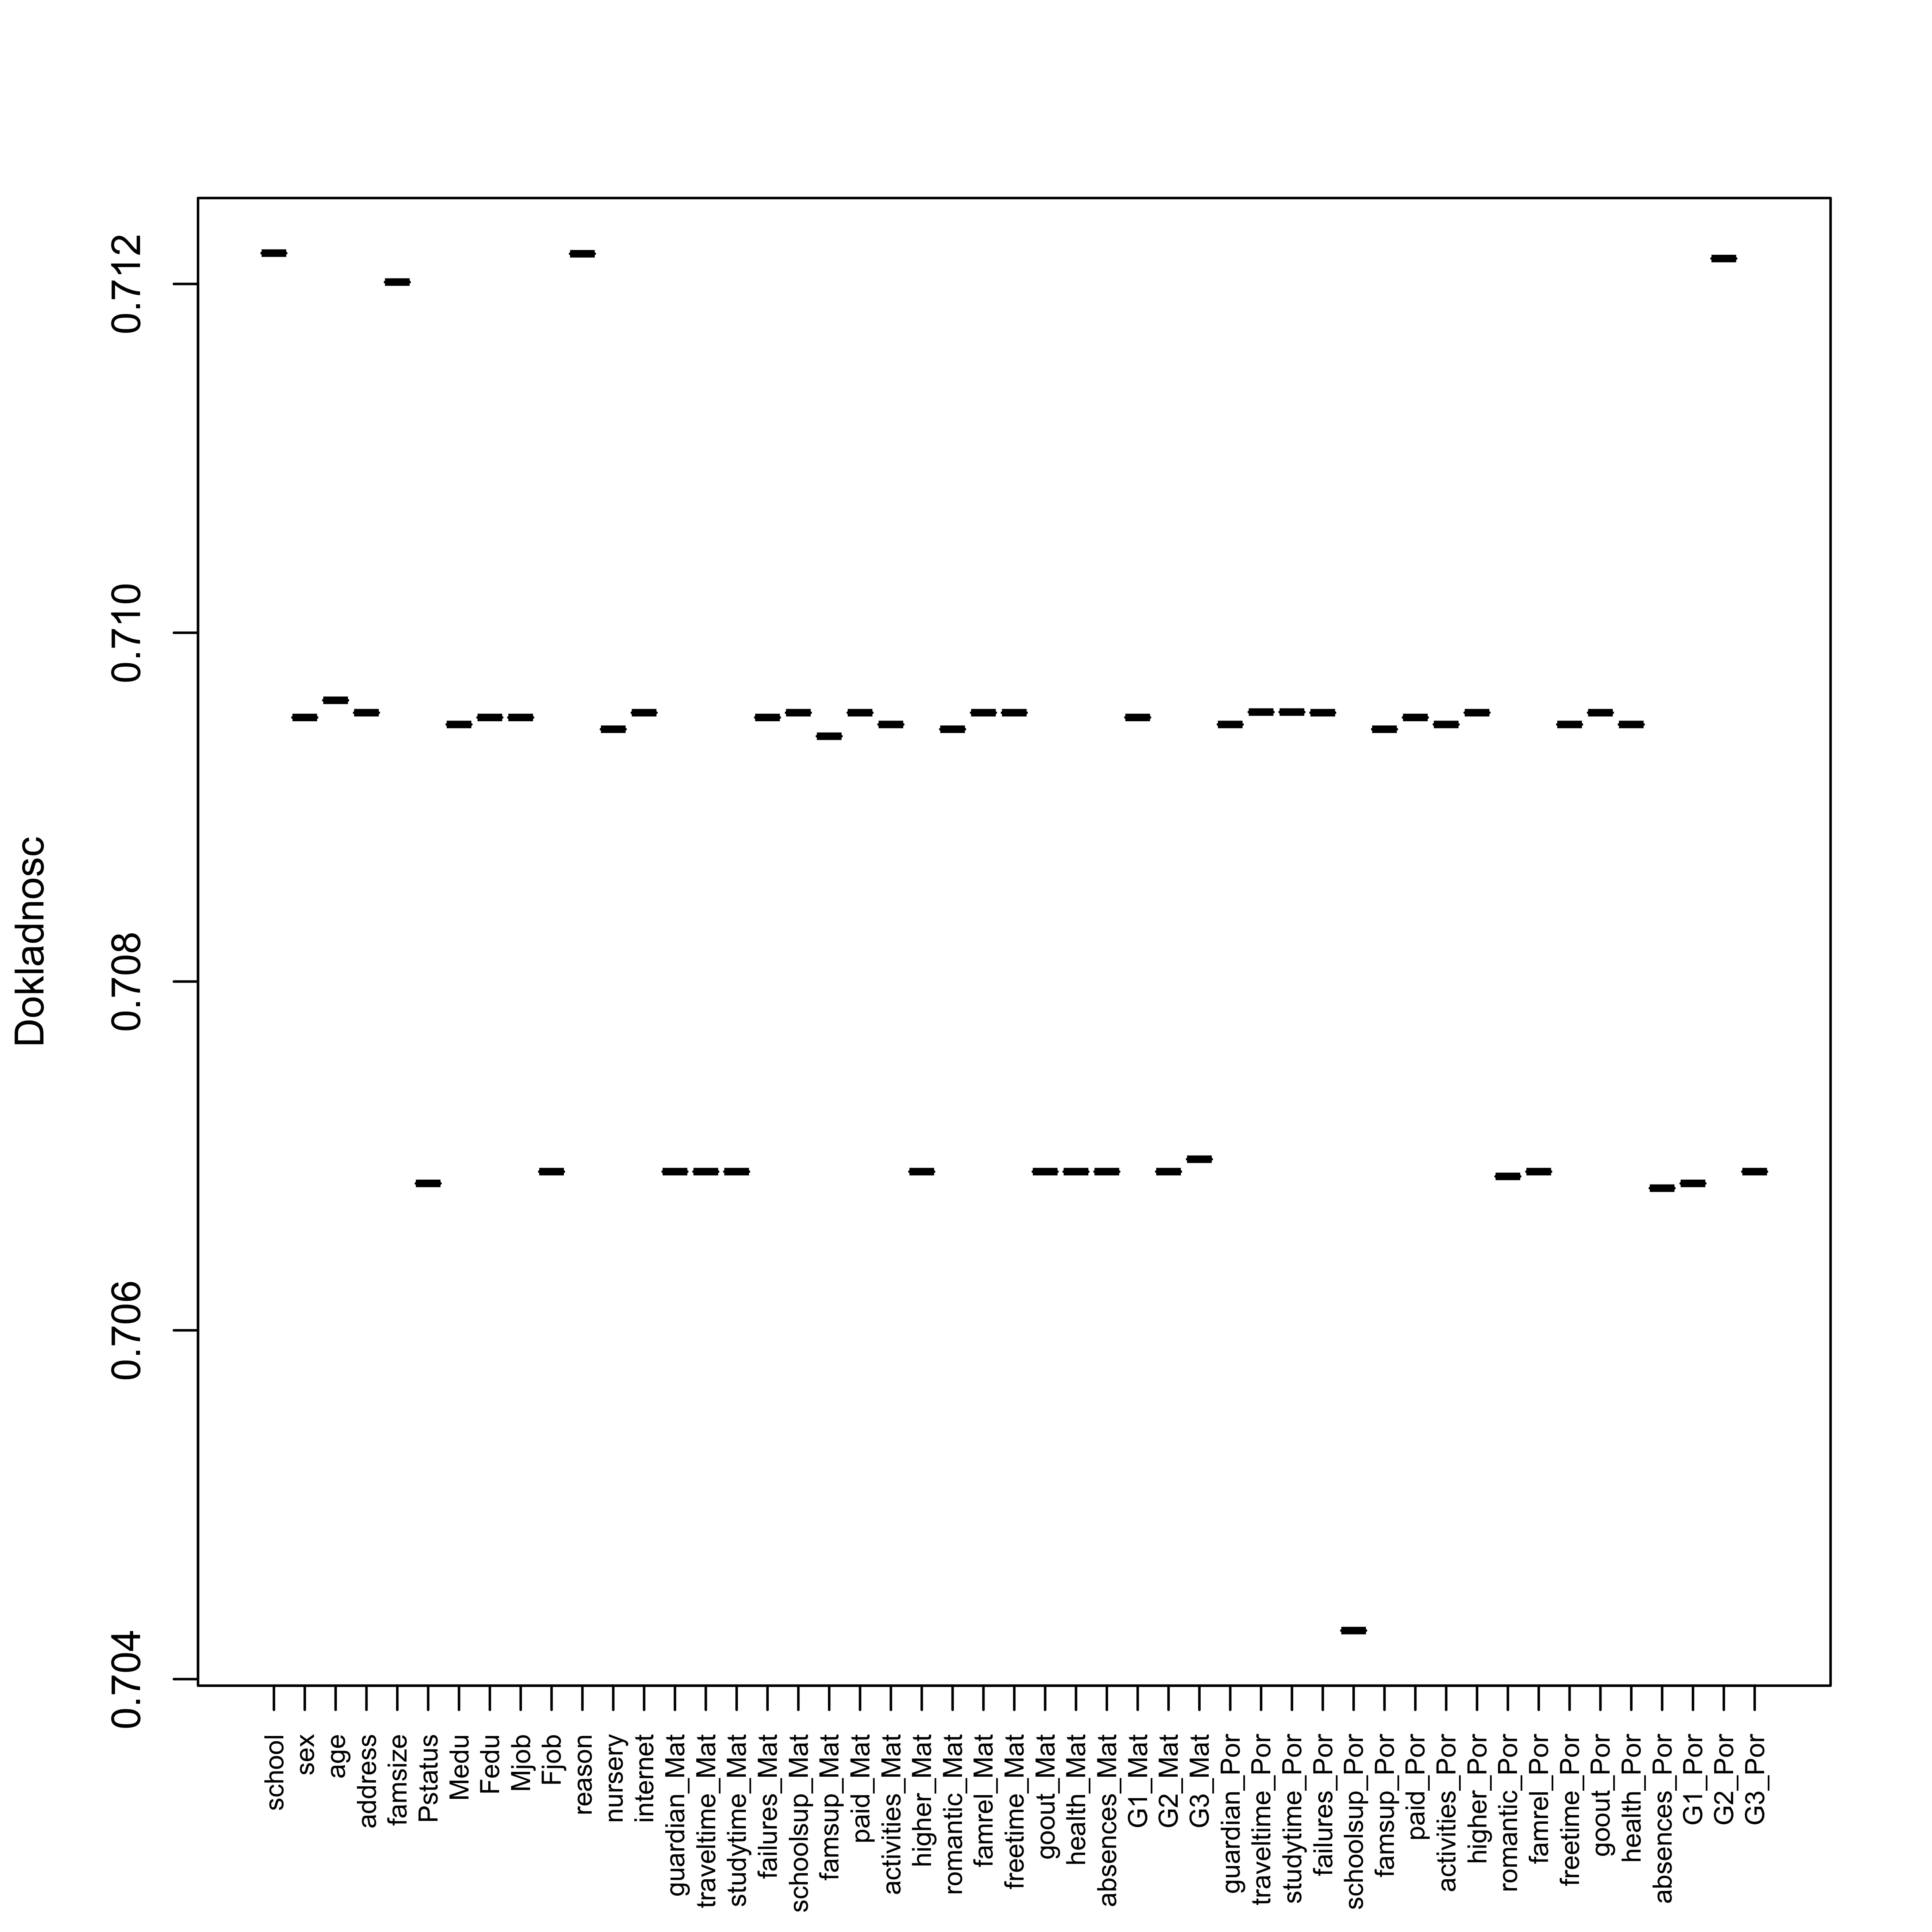 Dokladnosc
0.712
0.710
0.708
0.706
0.704
school
sex
age
address
famsize
Pstatus
Medu
Fedu
Mjob
Fjob
reason
nursery
internet
guardian_Mat
traveltime_Mat
studytime_Mat
failures_Mat
schoolsup_Mat
famsup_Mat
paid_Mat
activities_Mat
higher_Mat
romantic_Mat
famrel_Mat
freetime_Mat
goout_Mat
health_Mat
absences_Mat
G1_Mat
G2_Mat
G3_Mat
guardian_Por
traveltime_Por
studytime_Por
failures_Por
schoolsup_Por
famsup_Por
paid_Por
activities_Por
higher_Por
romantic_Por
famrel_Por
freetime_Por
goout_Por
health_Por
absences_Por
G1_Por
G2_Por
G3_Por